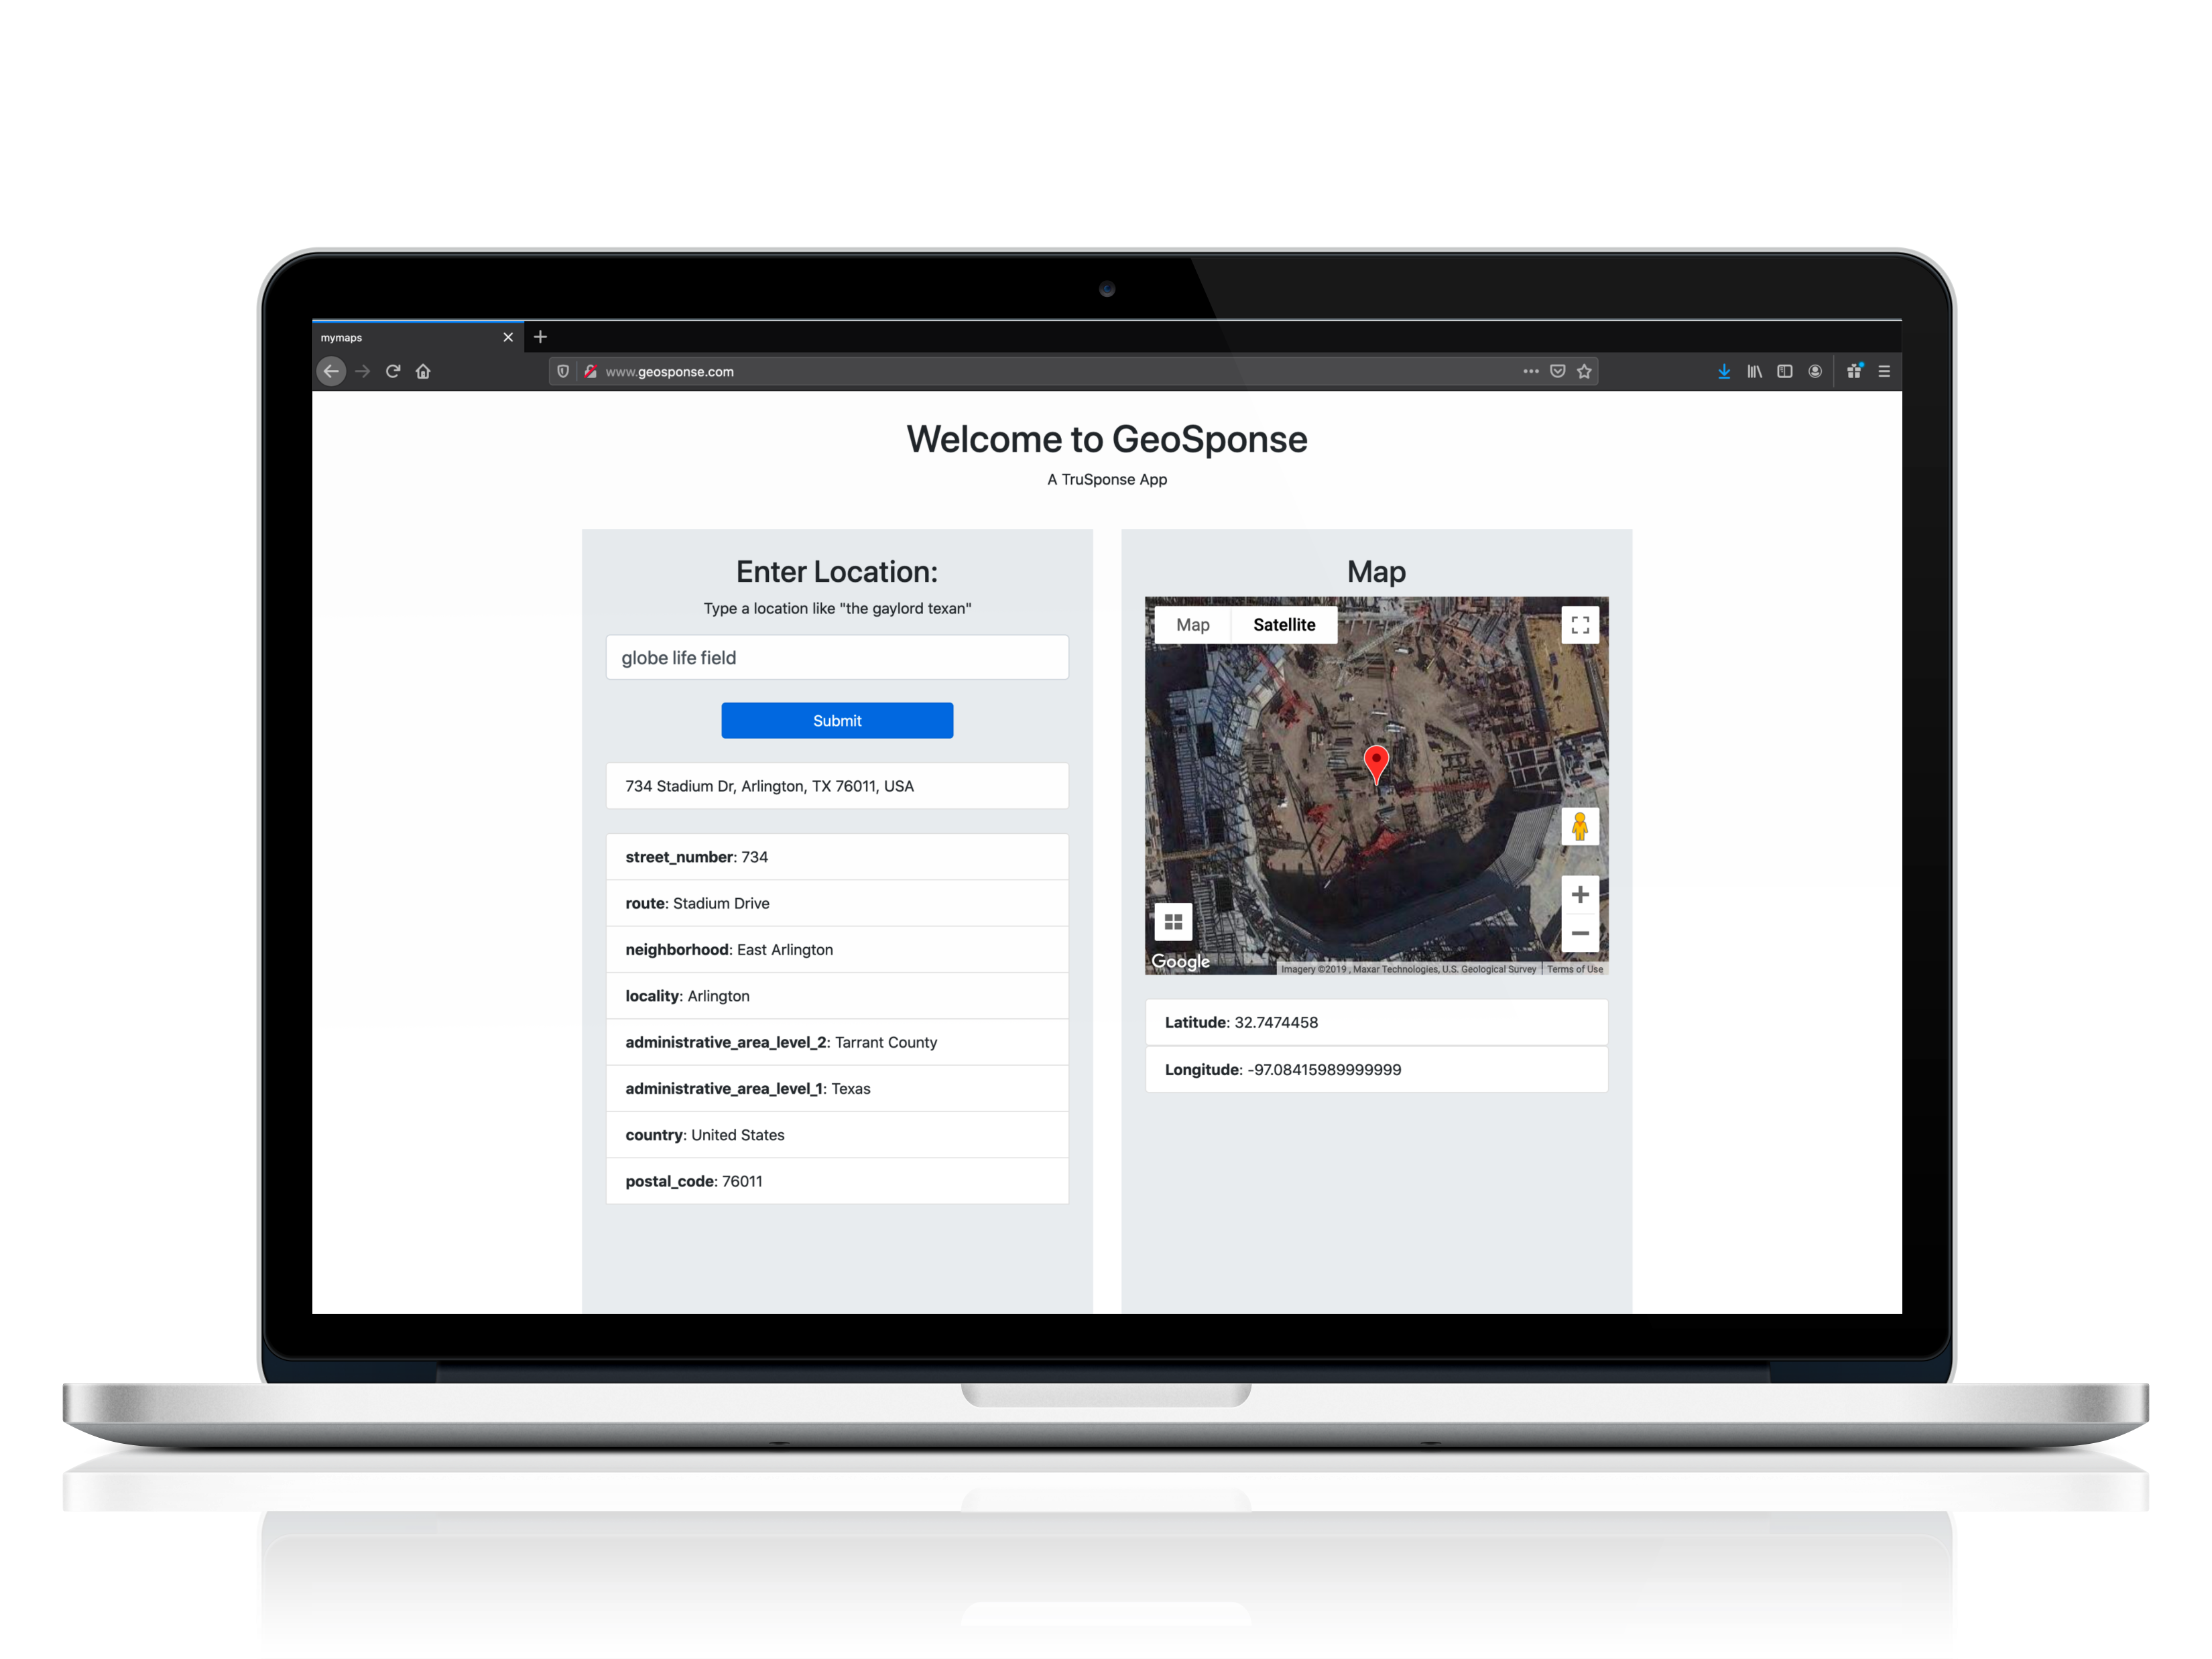 mymaps
www.geosponse.com
Welcome to GeoSponse
A TruSponse App
Enter Location:
Type a location like "the gaylord texan"
globe life field
Submit
734 Stadium Dr, Arlington, TX 76011, USA
street_number: 734
route: Stadium Drive
neighborhood: East Arlington
locality: Arlington
administrative_area_level_2: Tarrant County
administrative_area_level_1: Texas
country: United States
postal_code: 76011
Map
Map Satellite
Google
Imagery ©2019 , Maxar Technologies, U.S. Geological Survey Terms of Use
Latitude: 32.7474458
Longitude: -97.08415989999999